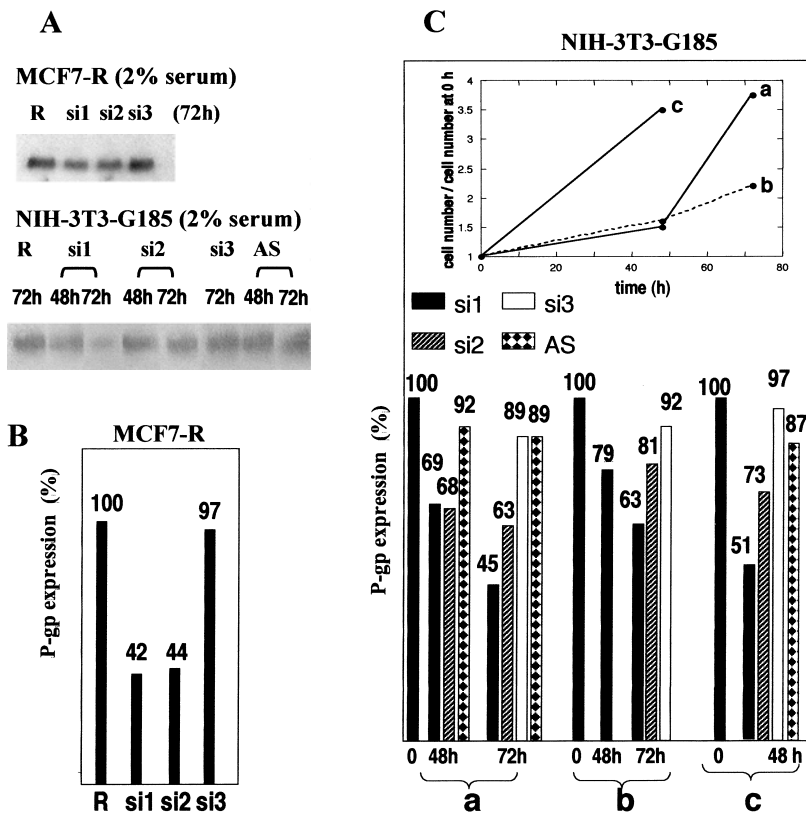 A
MCF7-R (2% serum)
R si1 si2 si3 (72h)
NIH-3T3-G185 (2% serum)
R si1 si2 si3 AS
72h 48h 72h 48h 72h 72h 48h 72h
B
MCF7-R
P-gp expression (%)
100 42 44 97
R si1 si2 si3
C
NIH-3T3-G185
cell number / cell number at 0 h
4
3.5
3
2.5
2
1.5
1
c
a
b
0 20 40 60 80
time (h)
si1 si3
si2 AS
P-gp expression (%)
100 69 68 92 45 63 89 89 100 79 63 81 92 100 51 73 97 87
0 48h 72h 0 48h 72h 0 48 h
a b c